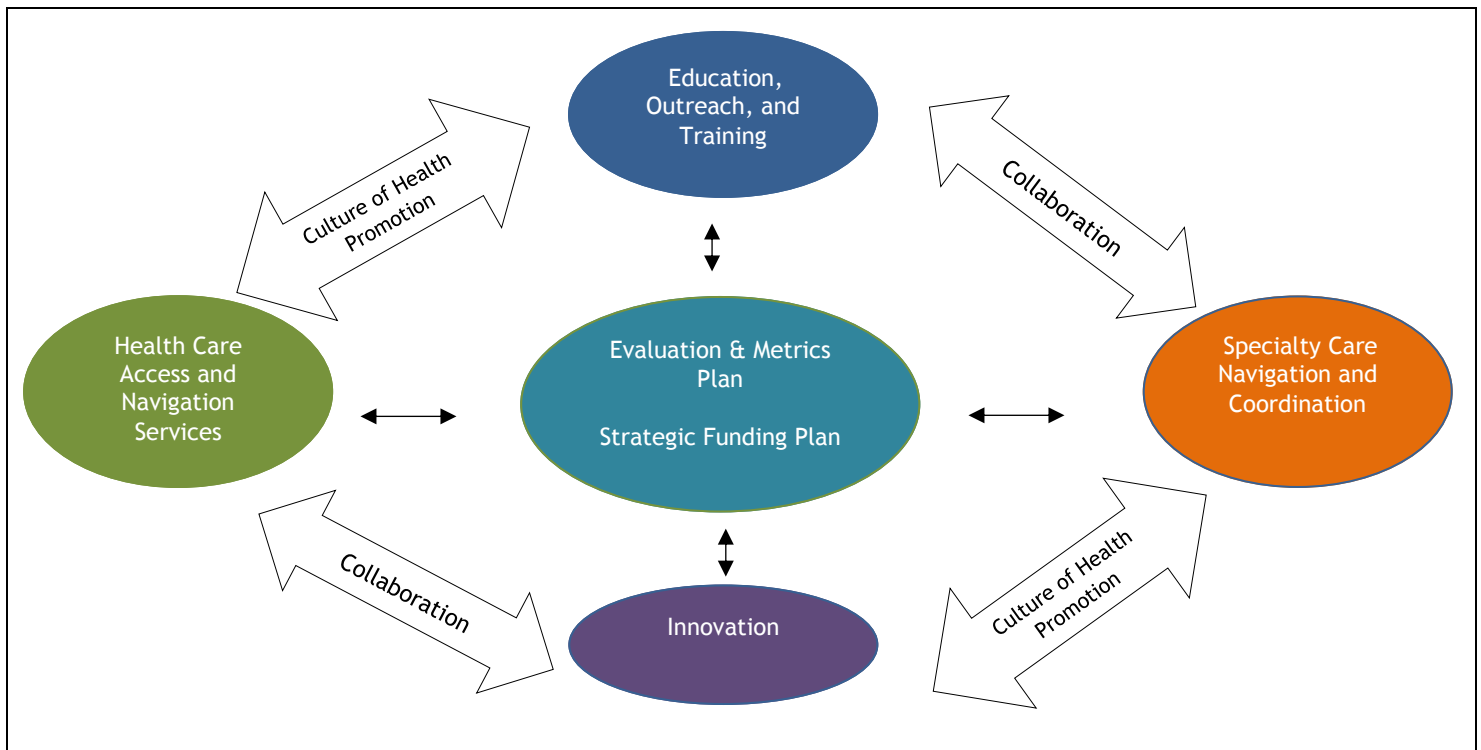 Education,
Outreach, and
Training
Culture of Health
Promotion
Collaboration
Health Care
Access and
Navigation
Services
Evaluation & Metrics
Plan
Strategic Funding Plan
Specialty Care
Navigation and
Coordination
Collaboration
Culture of Health
Promotion
Innovation